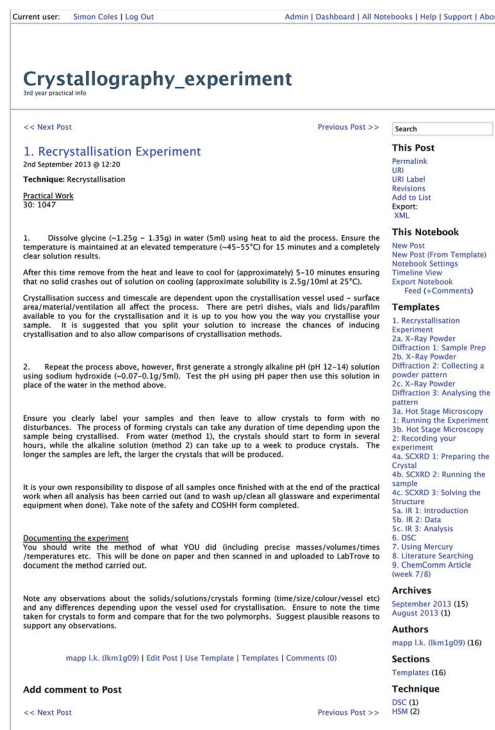 Current user: Simon Coles | Log Out
Admin | Dashboard | All Notebooks | Help | Support | Abo
Crystallography_experiment
3rd year practical info
<< Next Post
Previous Post >>
1. Recrystallisation Experiment
2nd September 2013 @ 12:20
Technique: Recrystallisation
Practical Work
30: 1047
1. Dissolve glycine (~1.25g - 1.35g) in water (5ml) using heat to aid the process. Ensure the
temperature is maintained at an elevated temperature (~45-55°C) for 15 minutes and a completely
clear solution results.
After this time remove from the heat and leave to cool for (approximately) 5-10 minutes ensuring
that no solid crashes out of solution on cooling (approximate solubility is 2.5g/10ml at 25°C).
Crystallisation success and timescale are dependent upon the crystallisation vessel used - surface
area/material/ventilation all affect the process. There are petri dishes, vials and lids/parafilm
available to you for the crystallisation and it is up to you how you the way you crystallise your
sample. It is suggested that you split your solution to increase the chances of inducing
crystallisation and to also allow comparisons of crystallisation methods.
2. Repeat the process above, however, first generate a strongly alkaline pH (pH 12-14) solution
using sodium hydroxide (~0.07-0.1g/5ml). Test the pH using pH paper then use this solution in
place of the water in the method above.
Ensure you clearly label your samples and then leave to allow crystals to form with no
disturbances. The process of forming crystals can take any duration of time depending upon the
sample being crystallised. From water (method 1), the crystals should start to form in several
hours, while the alkaline solution (method 2) can take up to a week to produce crystals. The
longer the samples are left, the larger the crystals that will be produced.
It is your own responsibility to dispose of all samples once finished with at the end of the practical
work when all analysis has been carried out (and to wash up/clean all glassware and experimental
equipment when done). Take note of the safety and COSHH form completed.
Documenting the experiment
You should write the method of what YOU did (including precise masses/volumes/times
/temperatures etc. This will be done on paper and then scanned in and uploaded to LabTrove to
document the method carried out.
Note any observations about the solids/solutions/crystals forming (time/size/colour/vessel etc)
and any differences depending upon the vessel used for crystallisation. Ensure to note the time
taken for crystals to form and compare that for the two polymorphs. Suggest plausible reasons to
support any observations.
mapp l.k. (lkm1g09) | Edit Post | Use Template | Templates | Comments (0)
Add comment to Post
<< Next Post
Previous Post >>
Search
This Post
Permalink
URI
URI Label
Revisions
Add to List
Export:
XML
This Notebook
New Post
New Post (From Template)
Notebook Settings
Timeline View
Export Notebook
Feed (+Comments)
Templates
1. Recrystallisation
Experiment
2a. X-Ray Powder
Diffraction 1: Sample Prep
2b. X-Ray Powder
Diffraction 2: Collecting a
powder pattern
2c. X-Ray Powder
Diffraction 3: Analysing the
pattern
3a. Hot Stage Microscopy
1: Running the Experiment
3b. Hot Stage Microscopy
2: Recording your
experiment
4a. SCXRD 1: Preparing the
Crystal
4b. SCXRD 2: Running the
sample
4c. SCXRD 3: Solving the
Structure
5a. IR 1: Introduction
5b. IR 2: Data
5c. IR 3: Analysis
6. DSC
7. Using Mercury
8. Literature Searching
9. ChemComm Article
(week 7/8)
Archives
September 2013 (15)
August 2013 (1)
Authors
mapp l.k. (lkm1g09) (16)
Sections
Templates (16)
Technique
DSC (1)
HSM (2)